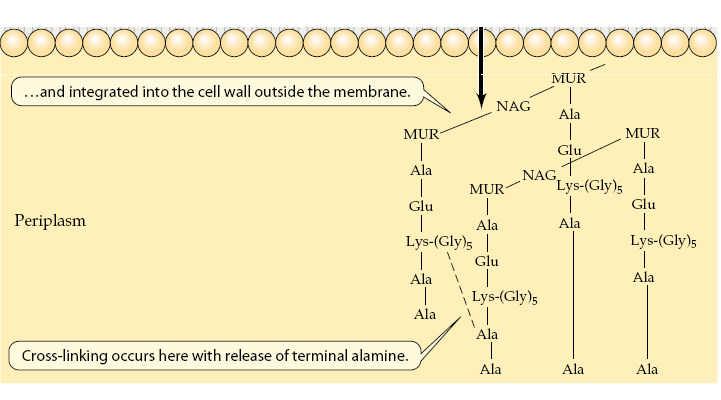 MUR
…and integrated into the cell wall outside the membrane.
NAG
Ala
MUR
MUR
Glu
Ala
Ala
NAG
Lys-(Gly)5
MUR
Glu
Glu
Periplasm
Ala
Ala
Lys-(Gly)5
Lys-(Gly)5
Glu
Ala
Ala
Lys-(Gly)5
Ala
Ala
Cross-linking occurs here with release of terminal alamine.
Ala
Ala
Ala